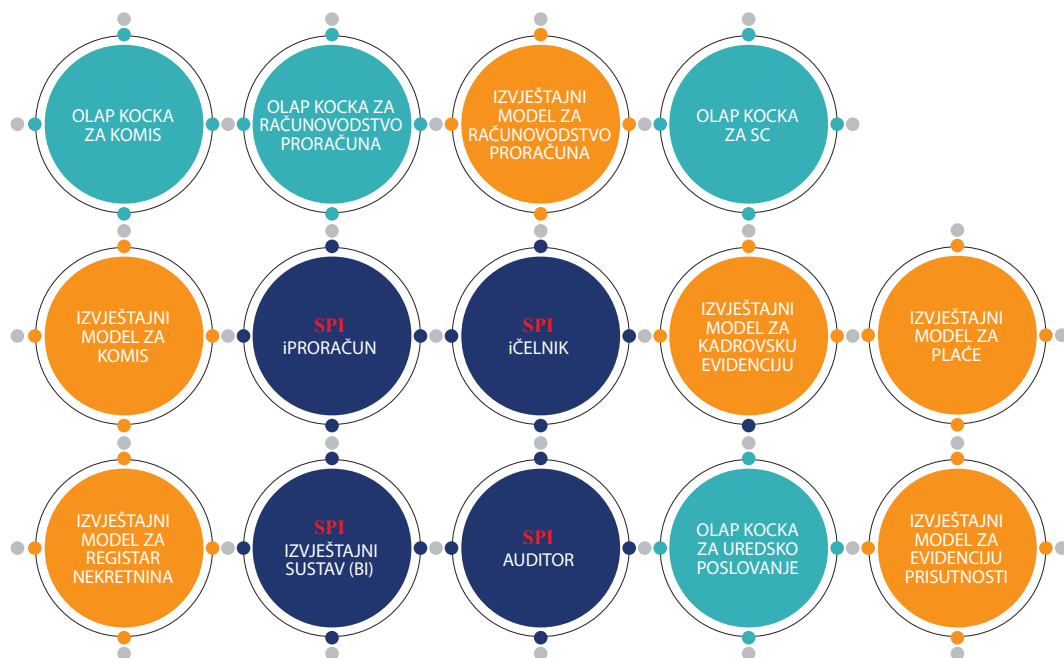 OLAP KOCKA
ZA KOMIS
OLAP KOCKA ZA
RAČUNOVODSTVO
PRORAČUNA
IZVJEŠTAJNI
MODEL ZA
RAČUNOVODSTVO
PRORAČUNA
OLAP KOCKA
ZA SC
IZVJEŠTAJNI
MODEL ZA
KOMIS
SPI
iPRORAČUN
SPI
iČELNIK
IZVJEŠTAJNI
MODEL ZA
KADROVSKU
EVIDENCIJU
IZVJEŠTAJNI
MODEL ZA
PLAĆE
IZVJEŠTAJNI
MODEL ZA
REGISTAR
NEKRETNINA
SPI
IZVJEŠTAJNI
SUSTAV (BI)
SPI
AUDITOR
OLAP KOCKA
ZA UREDSKO
POSLOVANJE
IZVJEŠTAJNI
MODEL ZA
EVIDENCIJU
PRISUTNOSTI